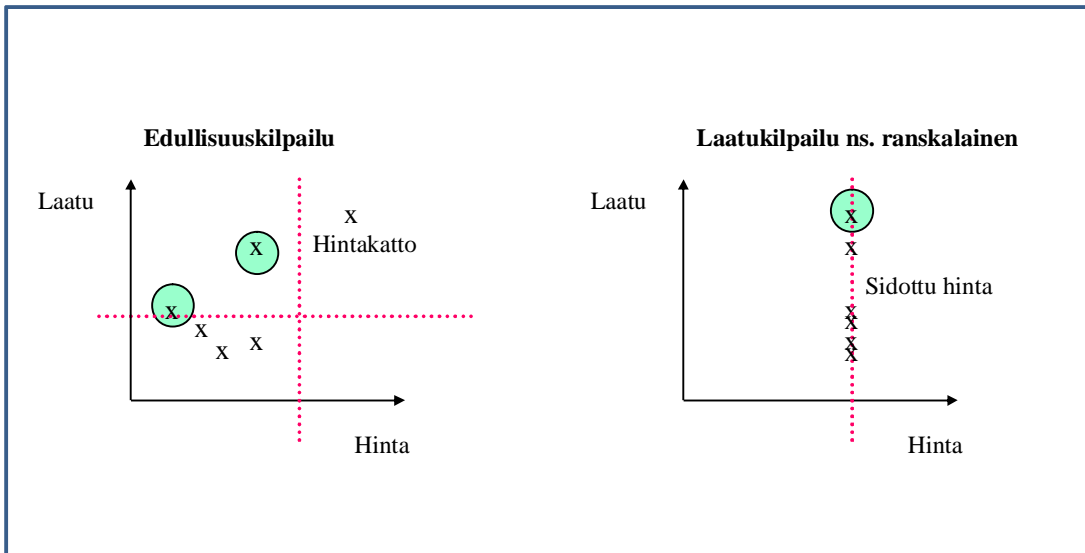 Edullisuuskilpailu
Laatu
x
x
Hintakatto
x
x
x
x
Hinta
Laatukilpailu ns. ranskalainen
Laatu
x
x
Sidottu hinta
x
x
x
x
Hinta